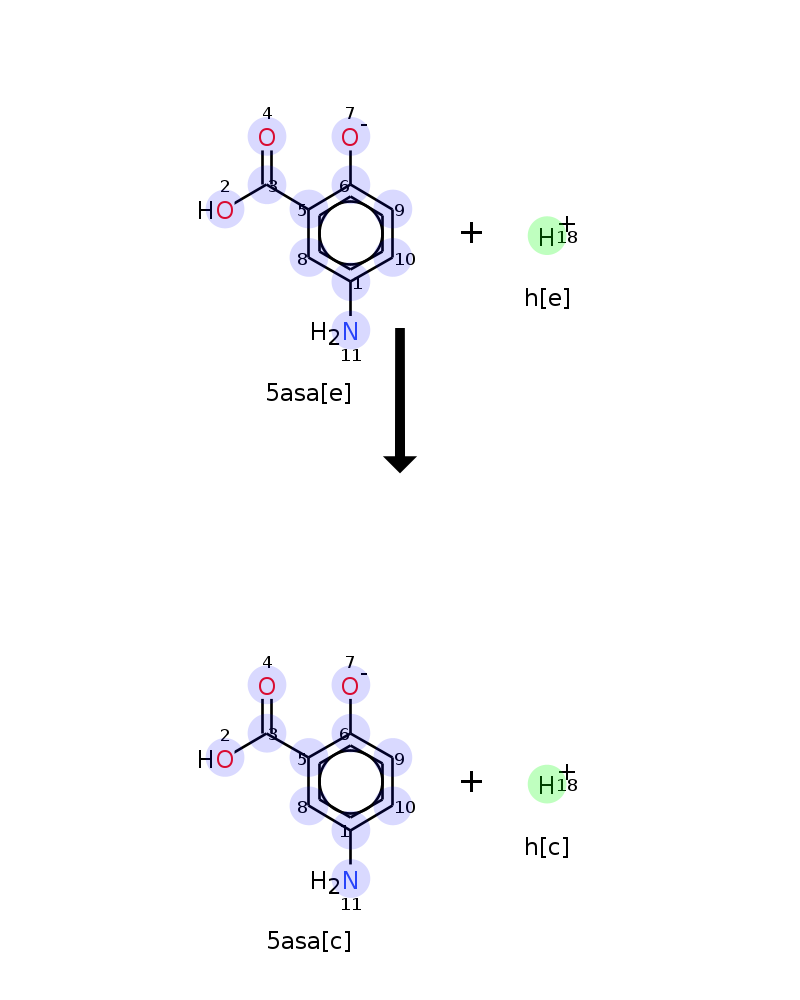 4 7
O O-
2 3 6
HO 5 9
+ H+
18
8 10
1
h[e]
H2N
11
5asa[e]
4 7
O O-
2 3 6
HO 5 9
+ H+
18
8 10
1
h[c]
H2N
11
5asa[c]